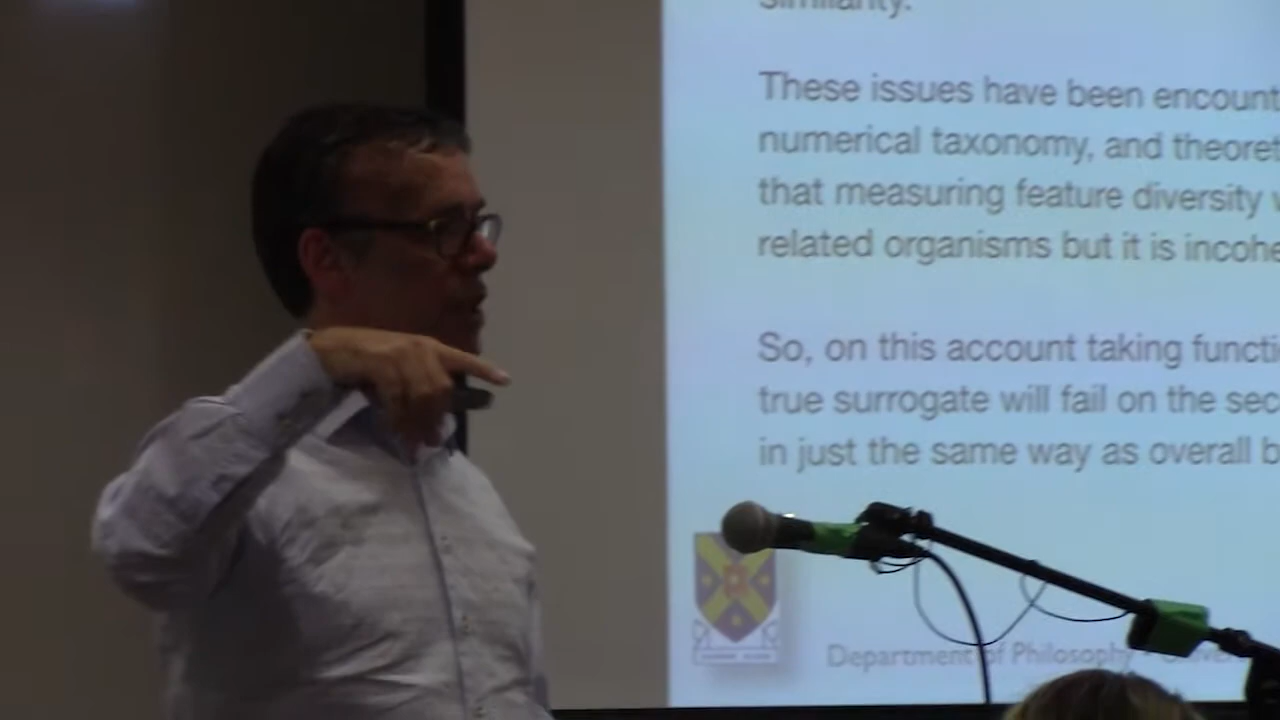 similarity.
These issues have been encount
numerical taxonomy, and theoret
that measuring feature diversity w
related organisms but it is incohe
So, on this account taking functi
true surrogate will fail on the sec
in just the same way as overall b
Department of Philosophy